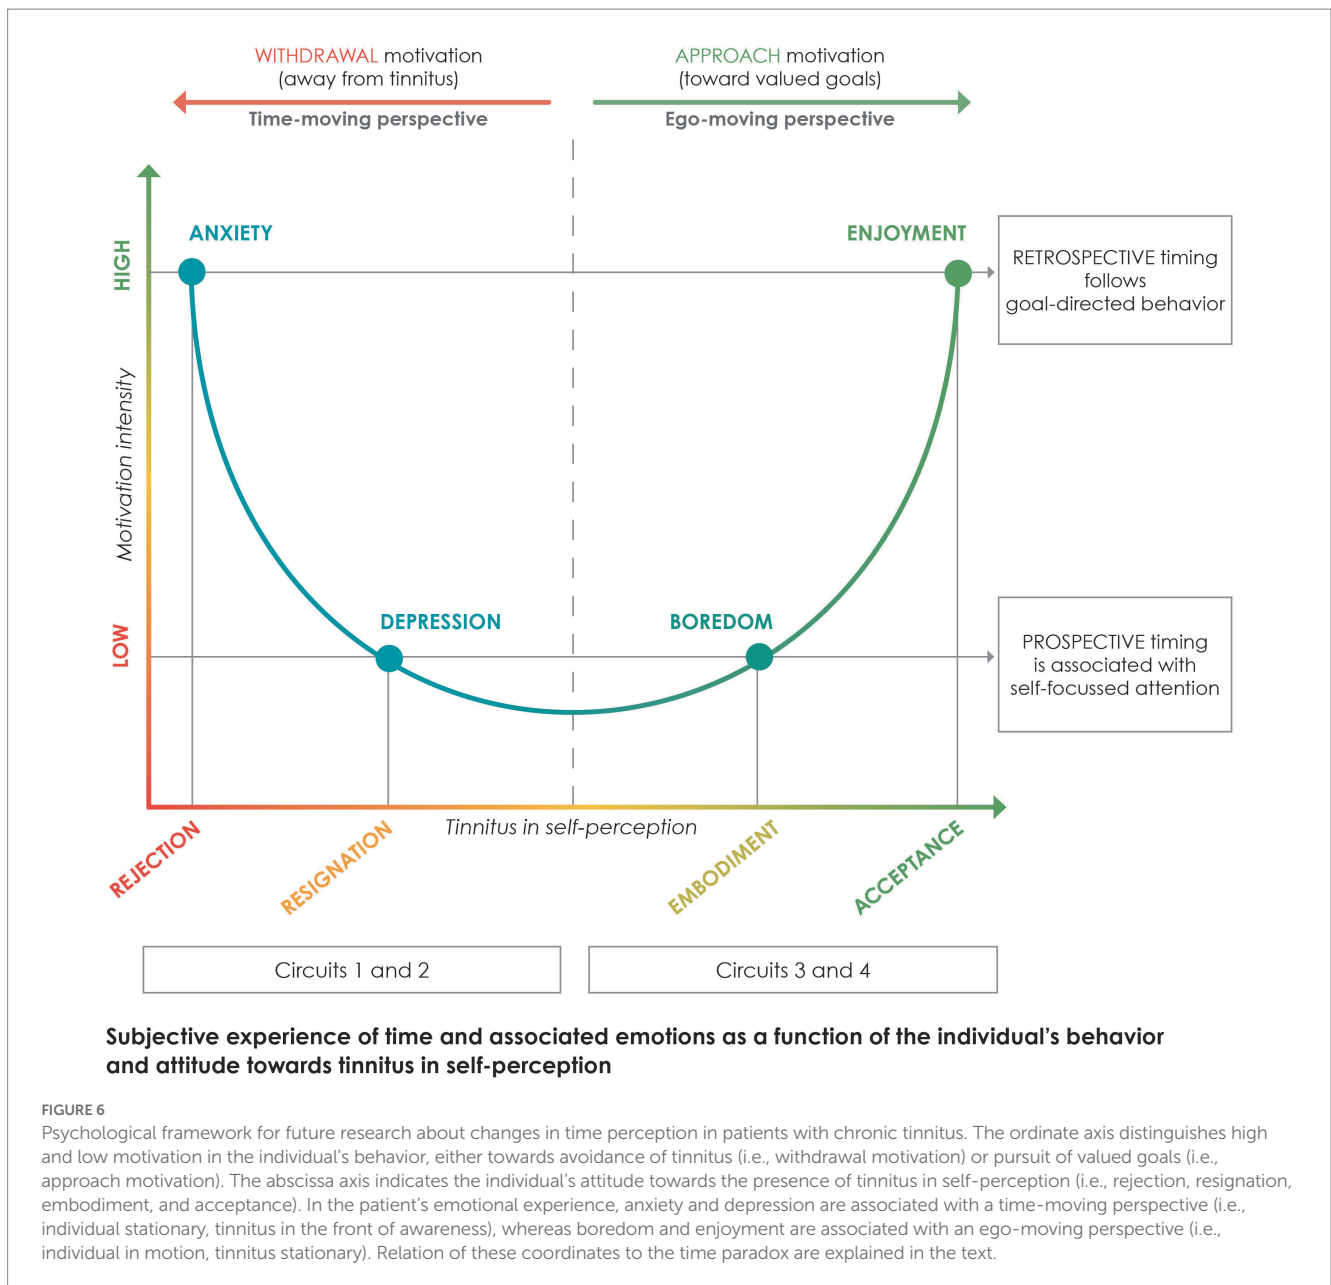 WITHDRAWAL motivation
(away from tinnitus)
Time-moving perspective
APPROACH motivation
(toward valued goals)
Ego-moving perspective
HIGH
Motivation intensity
LOW
ANXIETY
ENJOYMENT
DEPRESSION
BOREDOM
RETROSPECTIVE timing
follows
goal-directed behavior
PROSPECTIVE timing
is associated with
self-focussed attention
Tinnitus in self-perception
REJECTION
RESIGNATION
EMBODIMENT
ACCEPTANCE
Circuits 1 and 2
Circuits 3 and 4
Subjective experience of time and associated emotions as a function of the individual's behavior
and attitude towards tinnitus in self-perception
FIGURE 6
Psychological framework for future research about changes in time perception in patients with chronic tinnitus. The ordinate axis distinguishes high
and low motivation in the individual's behavior, either towards avoidance of tinnitus (i.e., withdrawal motivation) or pursuit of valued goals (i.e.,
approach motivation). The abscissa axis indicates the individual's attitude towards the presence of tinnitus in self-perception (i.e., rejection, resignation,
embodiment, and acceptance). In the patient's emotional experience, anxiety and depression are associated with a time-moving perspective (i.e.,
individual stationary, tinnitus in the front of awareness), whereas boredom and enjoyment are associated with an ego-moving perspective (i.e.,
individual in motion, tinnitus stationary). Relation of these coordinates to the time paradox are explained in the text.